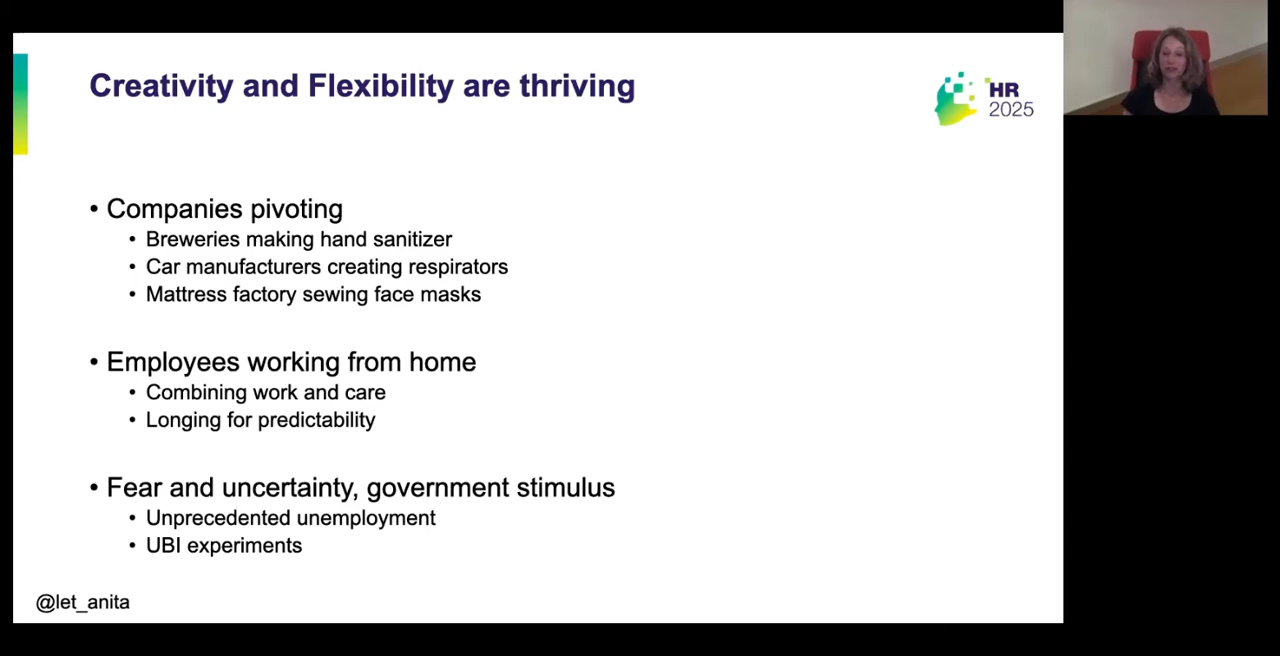 Creativity and Flexibility are thriving
HR
2025
• Companies pivoting
• Breweries making hand sanitizer
• Car manufacturers creating respirators
• Mattress factory sewing face masks
• Employees working from home
• Combining work and care
• Longing for predictability
• Fear and uncertainty, government stimulus
• Unprecedented unemployment
• UBI experiments
@let_anita